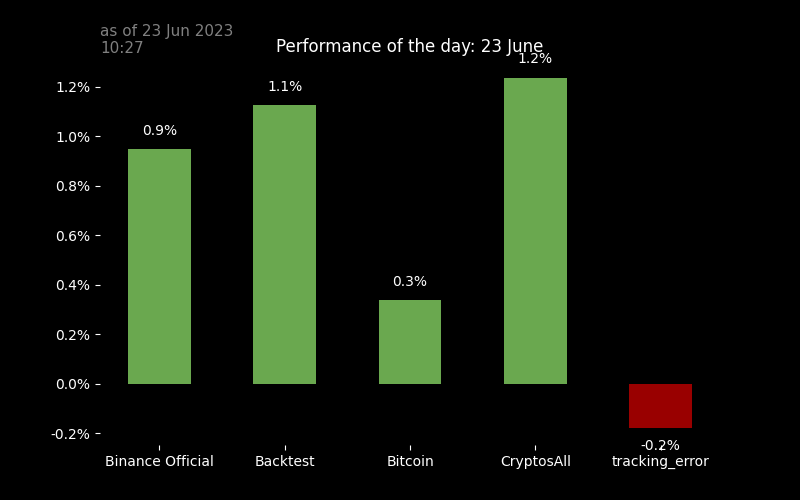 as of 23 Jun 2023
10:27
Performance of the day: 23 June
1.2%
1.0%
0.8%
0.6%
0.4%
0.2%
0.0%
-0.2%
0.9%
1.1%
0.3%
1.2%
-0.2%
Binance Official
Backtest
Bitcoin
CryptosAll
tracking_error